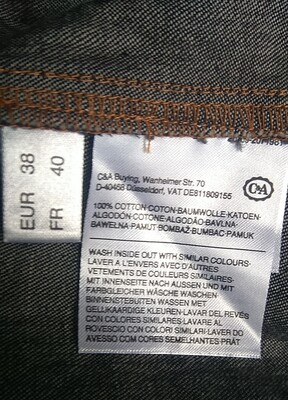 EUR 38
FR 40
C&A Buying, Wanheimer Str. 70
D-40468 Düsseldorf, VAT DE811809155
C&A
100% COTTON-COTON-BAUMWOLLE-KATOEN-
ALGODÓN-COTONE-ALGODÃO-BAVLNA-
BAWEŁNA-PAMUT-BOMBAŽ-BUMBAC-PAMUK
WASH INSIDE OUT WITH SIMILAR COLOURS-
LAVER A L'ENVERS AVEC D'AUTRES
VETEMENTS DE COULEURS SIMILAIRES-
MIT INNENSEITE NACH AUSSEN UND MIT
FARBGLEICHER WÄSCHE WASCHEN
BINNENSTEBUITEN WASSEN EN
GELIJKAARDIGE KLEUREN-LAVAR DEL REVÉS
CON COLORES SIMILARES-LAVARE AL
ROVESCIO CON COLORI SIMILAR-LAVAR DO
AVESSO COM CORES SEMELHANTES-PRÁT